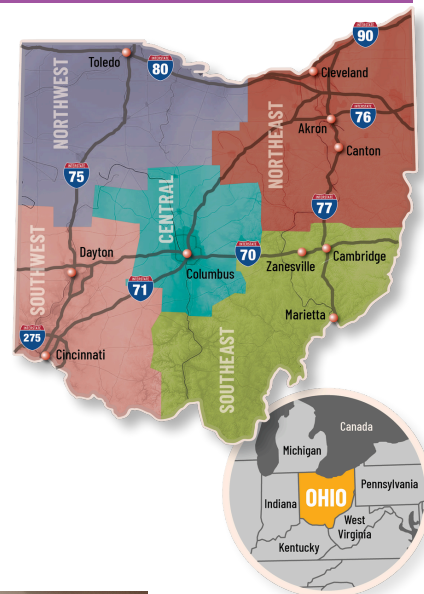 90
Toledo
80
Cleveland
NORTHWEST
76
Akron
NORTHEAST
Canton
75
CENTRAL
77
SOUTHWEST
Dayton
70
Cambridge
Zanesville
Columbus
71
Marietta
275
Cincinnati
SOUTHEAST
Canada
Michigan
Pennsylvania
Indiana
OHIO
West
Virginia
Kentucky